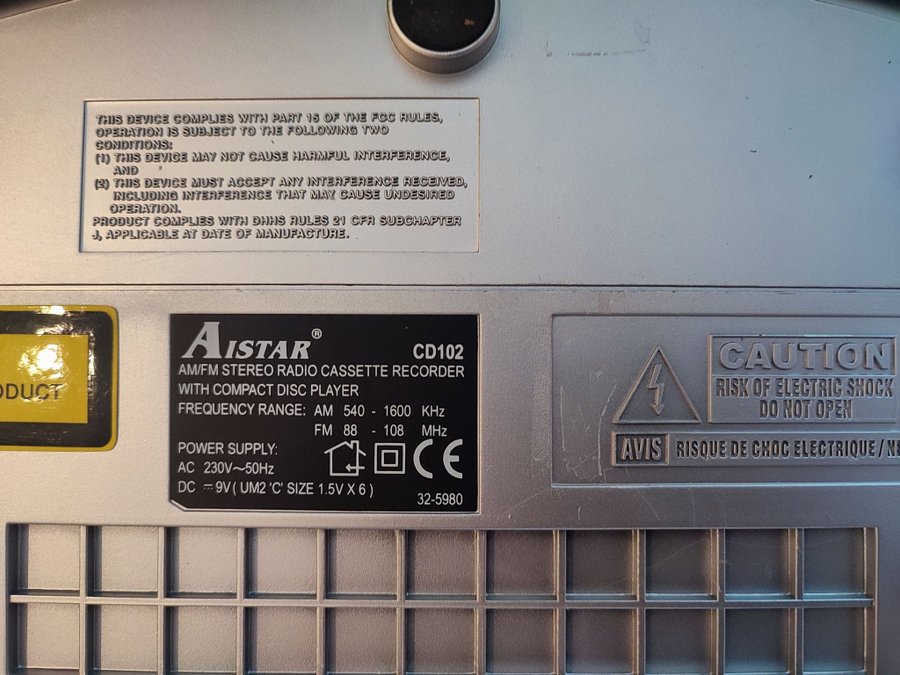 THIS DEVICE COMPLIES WITH PART 15 OF THE FCC RULES,
OPERATION IS SUBJECT TO THE FOLLOWING TWO
CONDITIONS:
(1) THIS DEVICE MAY NOT CAUSE HARMFUL INTERFERENCE,
AND
(2) THIS DEVICE MUST ACCEPT ANY INTERFERENCE RECEIVED,
INCLUDING INTERFERENCE THAT MAY CAUSE UNDESIRED
OPERATION.
PRODUCT COMPLIES WITH DHHS RULES 21 CFR SUBCHAPTER
J, APPLICABLE AT DATE OF MANUFACTURE.
ODUCT
AISTAR® CD102
AM/FM STEREO RADIO CASSETTE RECORDER
WITH COMPACT DISC PLAYER
FREQUENCY RANGE: AM 540 - 1600 KHz
FM 88 - 108 MHz
POWER SUPPLY:
AC 230V~50Hz
DC ⎓ 9V ( UM2 'C' SIZE 1.5V X 6 )
CE
32-5980
CAUTION
RISK OF ELECTRIC SHOCK
DO NOT OPEN
AVIS RISQUE DE CHOC ELECTRIQUE/NE